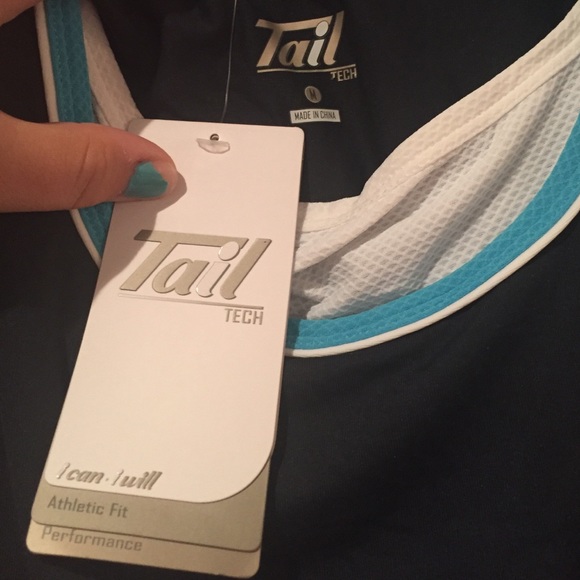 Tail
TECH
M
MADE IN CHINA
Tail
TECH
i can · i will
Athletic Fit
Performance